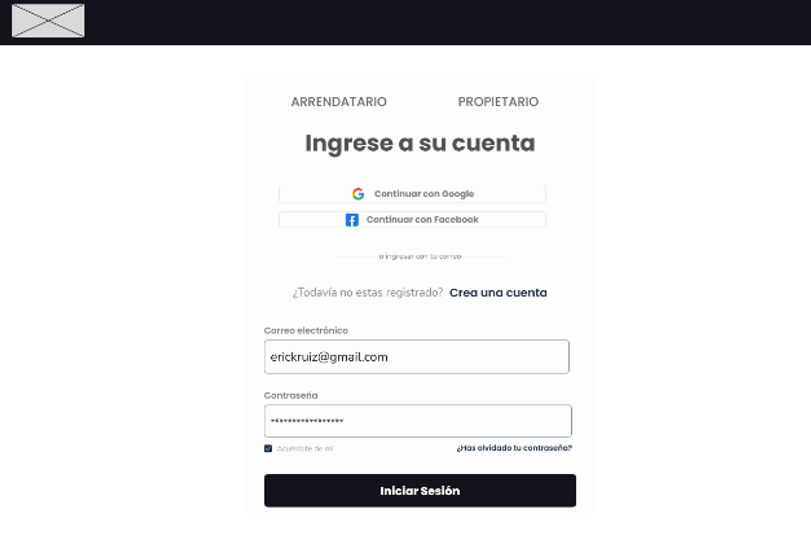 ARRENDATARIO PROPIETARIO
Ingrese a su cuenta
Continuar con Google
Continuar con Facebook
o ingresar con tu correo
¿Todavía no estas registrado? Crea una cuenta
Correo electrónico
erickruiz@gmail.com
Contraseña
****************
Acuérdate de mi ¿Has olvidado tu contraseña?
Iniciar Sesión